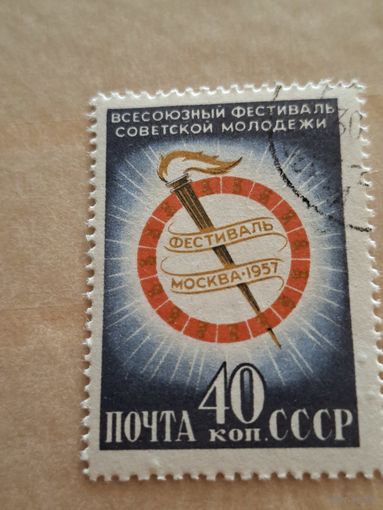 ВСЕСОЮЗНЫЙ ФЕСТИВАЛЬ
СОВЕТСКОЙ МОЛОДЕЖИ
ФЕСТИВАЛЬ
МОСКВА·1957
ПОЧТА 40 КОП. СССР